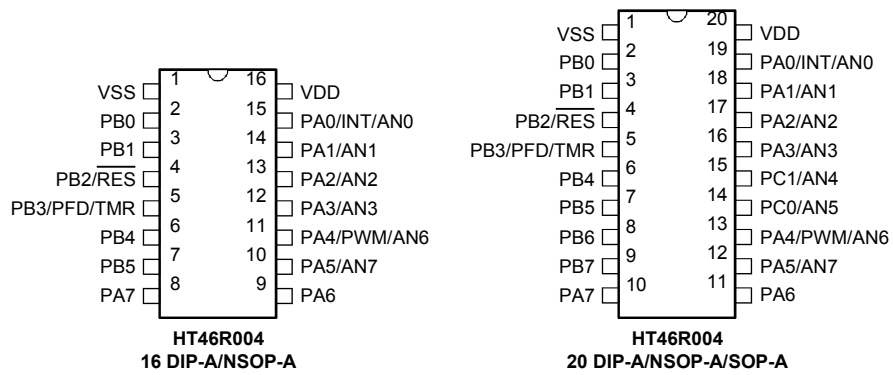 VSS 1 16 VDD
PB0 2 15 PA0/INT/AN0
PB1 3 14 PA1/AN1
PB2/RES 4 13 PA2/AN2
PB3/PFD/TMR 5 12 PA3/AN3
PB4 6 11 PA4/PWM/AN6
PB5 7 10 PA5/AN7
PA7 8 9 PA6
HT46R004
16 DIP-A/NSOP-A
VSS 1 20 VDD
PB0 2 19 PA0/INT/AN0
PB1 3 18 PA1/AN1
PB2/RES 4 17 PA2/AN2
PB3/PFD/TMR 5 16 PA3/AN3
PB4 6 15 PC1/AN4
PB5 7 14 PC0/AN5
PB6 8 13 PA4/PWM/AN6
PB7 9 12 PA5/AN7
PA7 10 11 PA6
HT46R004
20 DIP-A/NSOP-A/SOP-A